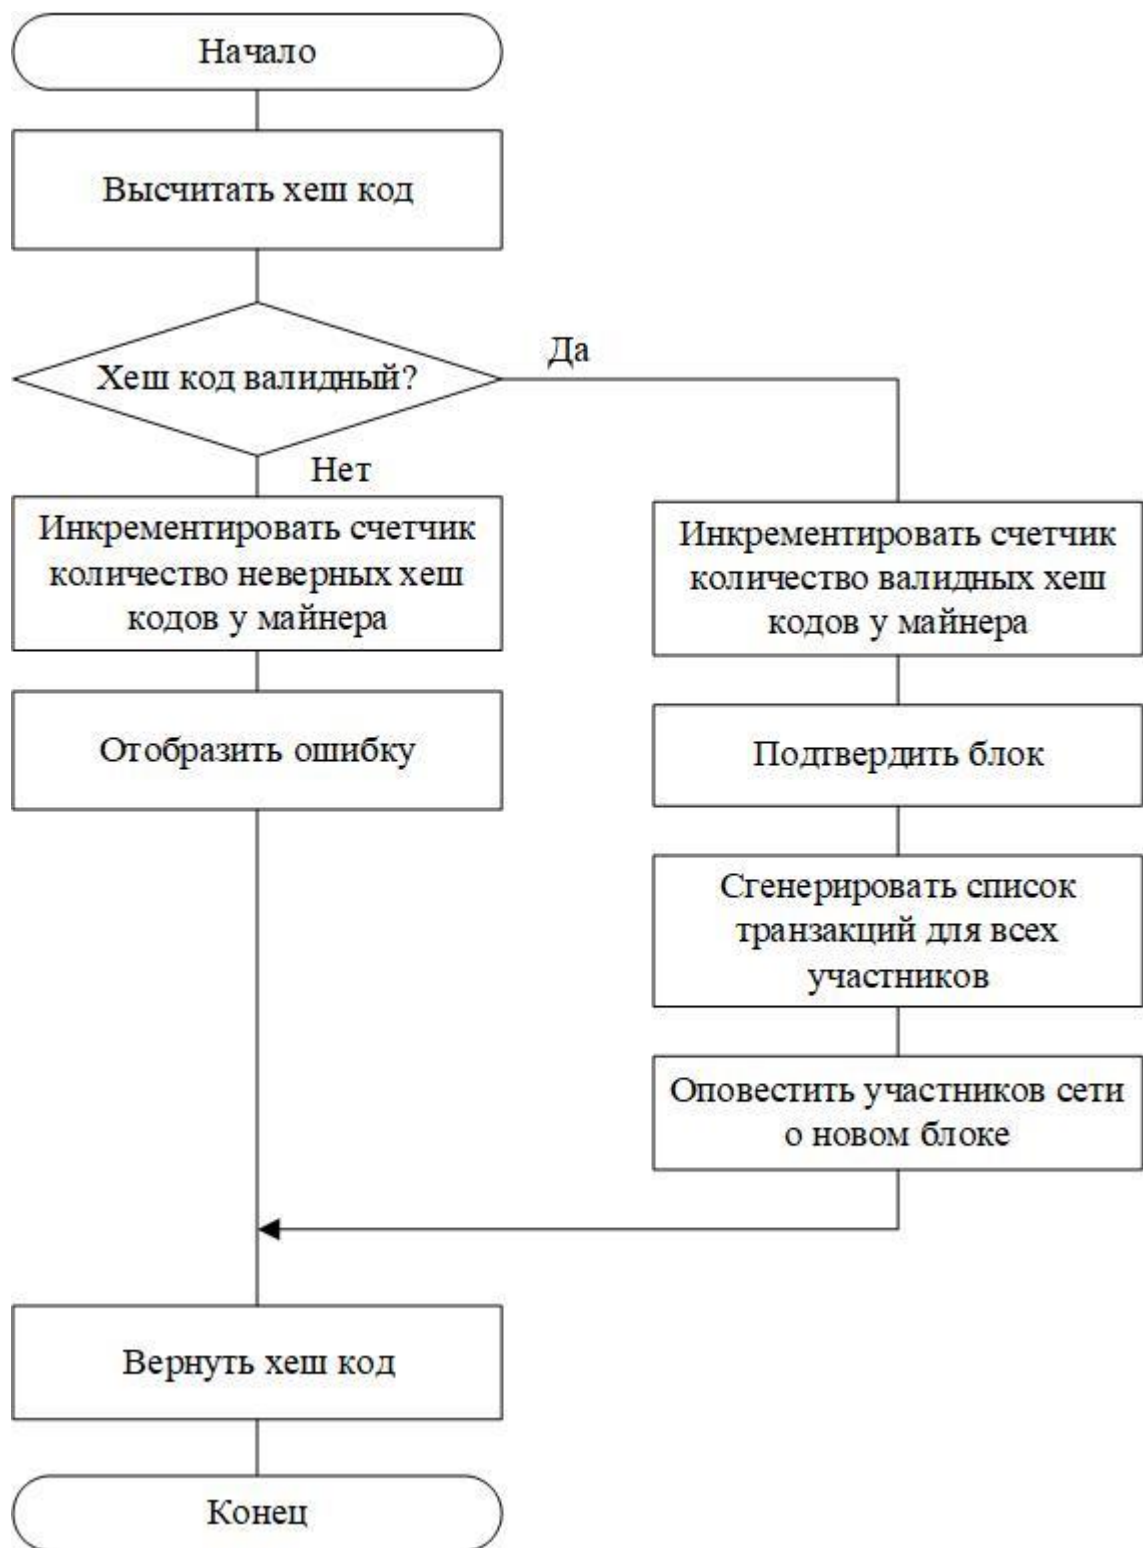 Начало
Высчитать хеш код
Хеш код валидный?
Да
Нет
Инкрементировать счетчик
количество неверных хеш
кодов у майнера
Отобразить ошибку
Инкрементировать счетчик
количество валидных хеш
кодов у майнера
Подтвердить блок
Сгенерировать список
транзакций для всех
участников
Оповестить участников сети
о новом блоке
Вернуть хеш код
Конец